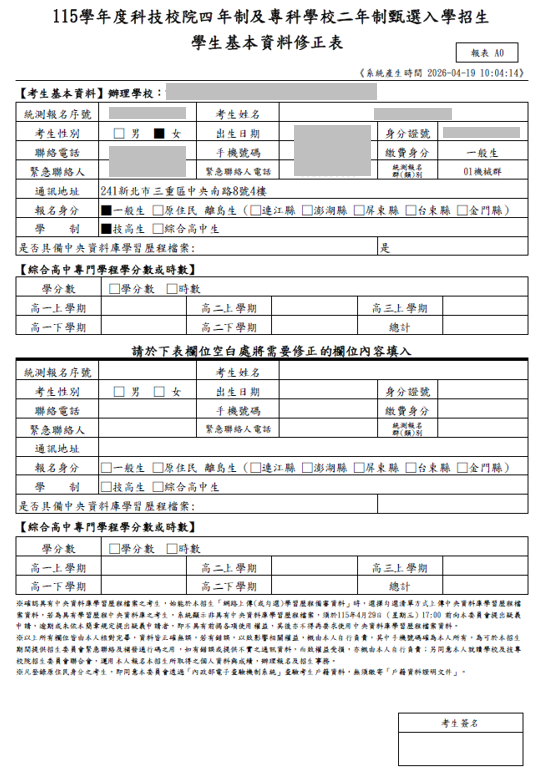 115學年度科技校院四年制及專科學校二年制甄選入學招生
學生基本資料修正表
報表 A0
《系統產生時間 2026-04-19 10:04:14》
【考生基本資料】辦理學校:
統測報名序號 考生姓名
考生性別 □ 男 ■ 女 出生日期 身分證號
聯絡電話 手機號碼 繳費身分 一般生
緊急聯絡人 緊急聯絡人電話 統測報名群(類)別 01機械群
通訊地址 241新北市三重區中央南路8號4樓
報名身分 ■一般生 □原住民 離島生(□連江縣 □澎湖縣 □屏東縣 □台東縣 □金門縣)
學 制 ■技高生 □綜合高中生
是否具備中央資料庫學習歷程檔案: 是
【綜合高中專門學程學分數或時數】
學分數 □學分數 □時數
高一上學期 高二上學期 高三上學期
高一下學期 高二下學期 總計
請於下表欄位空白處將需要修正的欄位內容填入
統測報名序號 考生姓名
考生性別 □ 男 □ 女 出生日期 身分證號
聯絡電話 手機號碼 繳費身分
緊急聯絡人 緊急聯絡人電話 統測報名群(類)別
通訊地址
報名身分 □一般生 □原住民 離島生(□連江縣 □澎湖縣 □屏東縣 □台東縣 □金門縣)
學 制 □技高生 □綜合高中生
是否具備中央資料庫學習歷程檔案:
【綜合高中專門學程學分數或時數】
學分數 □學分數 □時數
高一上學期 高二上學期 高三上學期
高一下學期 高二下學期 總計
※確認具有中央資料庫學習歷程檔案之考生,始能於本招生「網路上傳(或勾選)學習歷程備審資料」時,選擇勾選清單方式上傳中央資料庫學習歷程檔
案資料。若為具有學習歷程中央資料庫之考生,系統顯示非具有中央資料庫學習歷程檔案,須於115年4月29日(星期三)17:00 前向本委員會提出疑義
申請,逾期或未依本簡章規定提出疑義申請者,即不具有前揭各項使用權益,其後亦不得再要求使用中央資料庫學習歷程檔案資料。
※以上所有欄位皆由本人核對完畢,資料皆正確無誤,若有錯誤,以致影響相關權益,概由本人自行負責,其中手機號碼確為本人所有,為可於本招生
期間提供招生委員會緊急聯絡及補發通行碼之用,如有錯誤或提供不實之通訊資料,而致權益受損,亦概由本人自行負責;另同意本人就讀學校及技專
校院招生委員會聯合會,運用本人報名本招生所取得之個人資料與成績,辦理報名及招生事務。
※凡登錄原住民身分之考生,即同意本委員會透過「內政部電子查驗機制系統」查驗考生戶籍資料,無須繳寄「戶籍資料證明文件」。
考生簽名